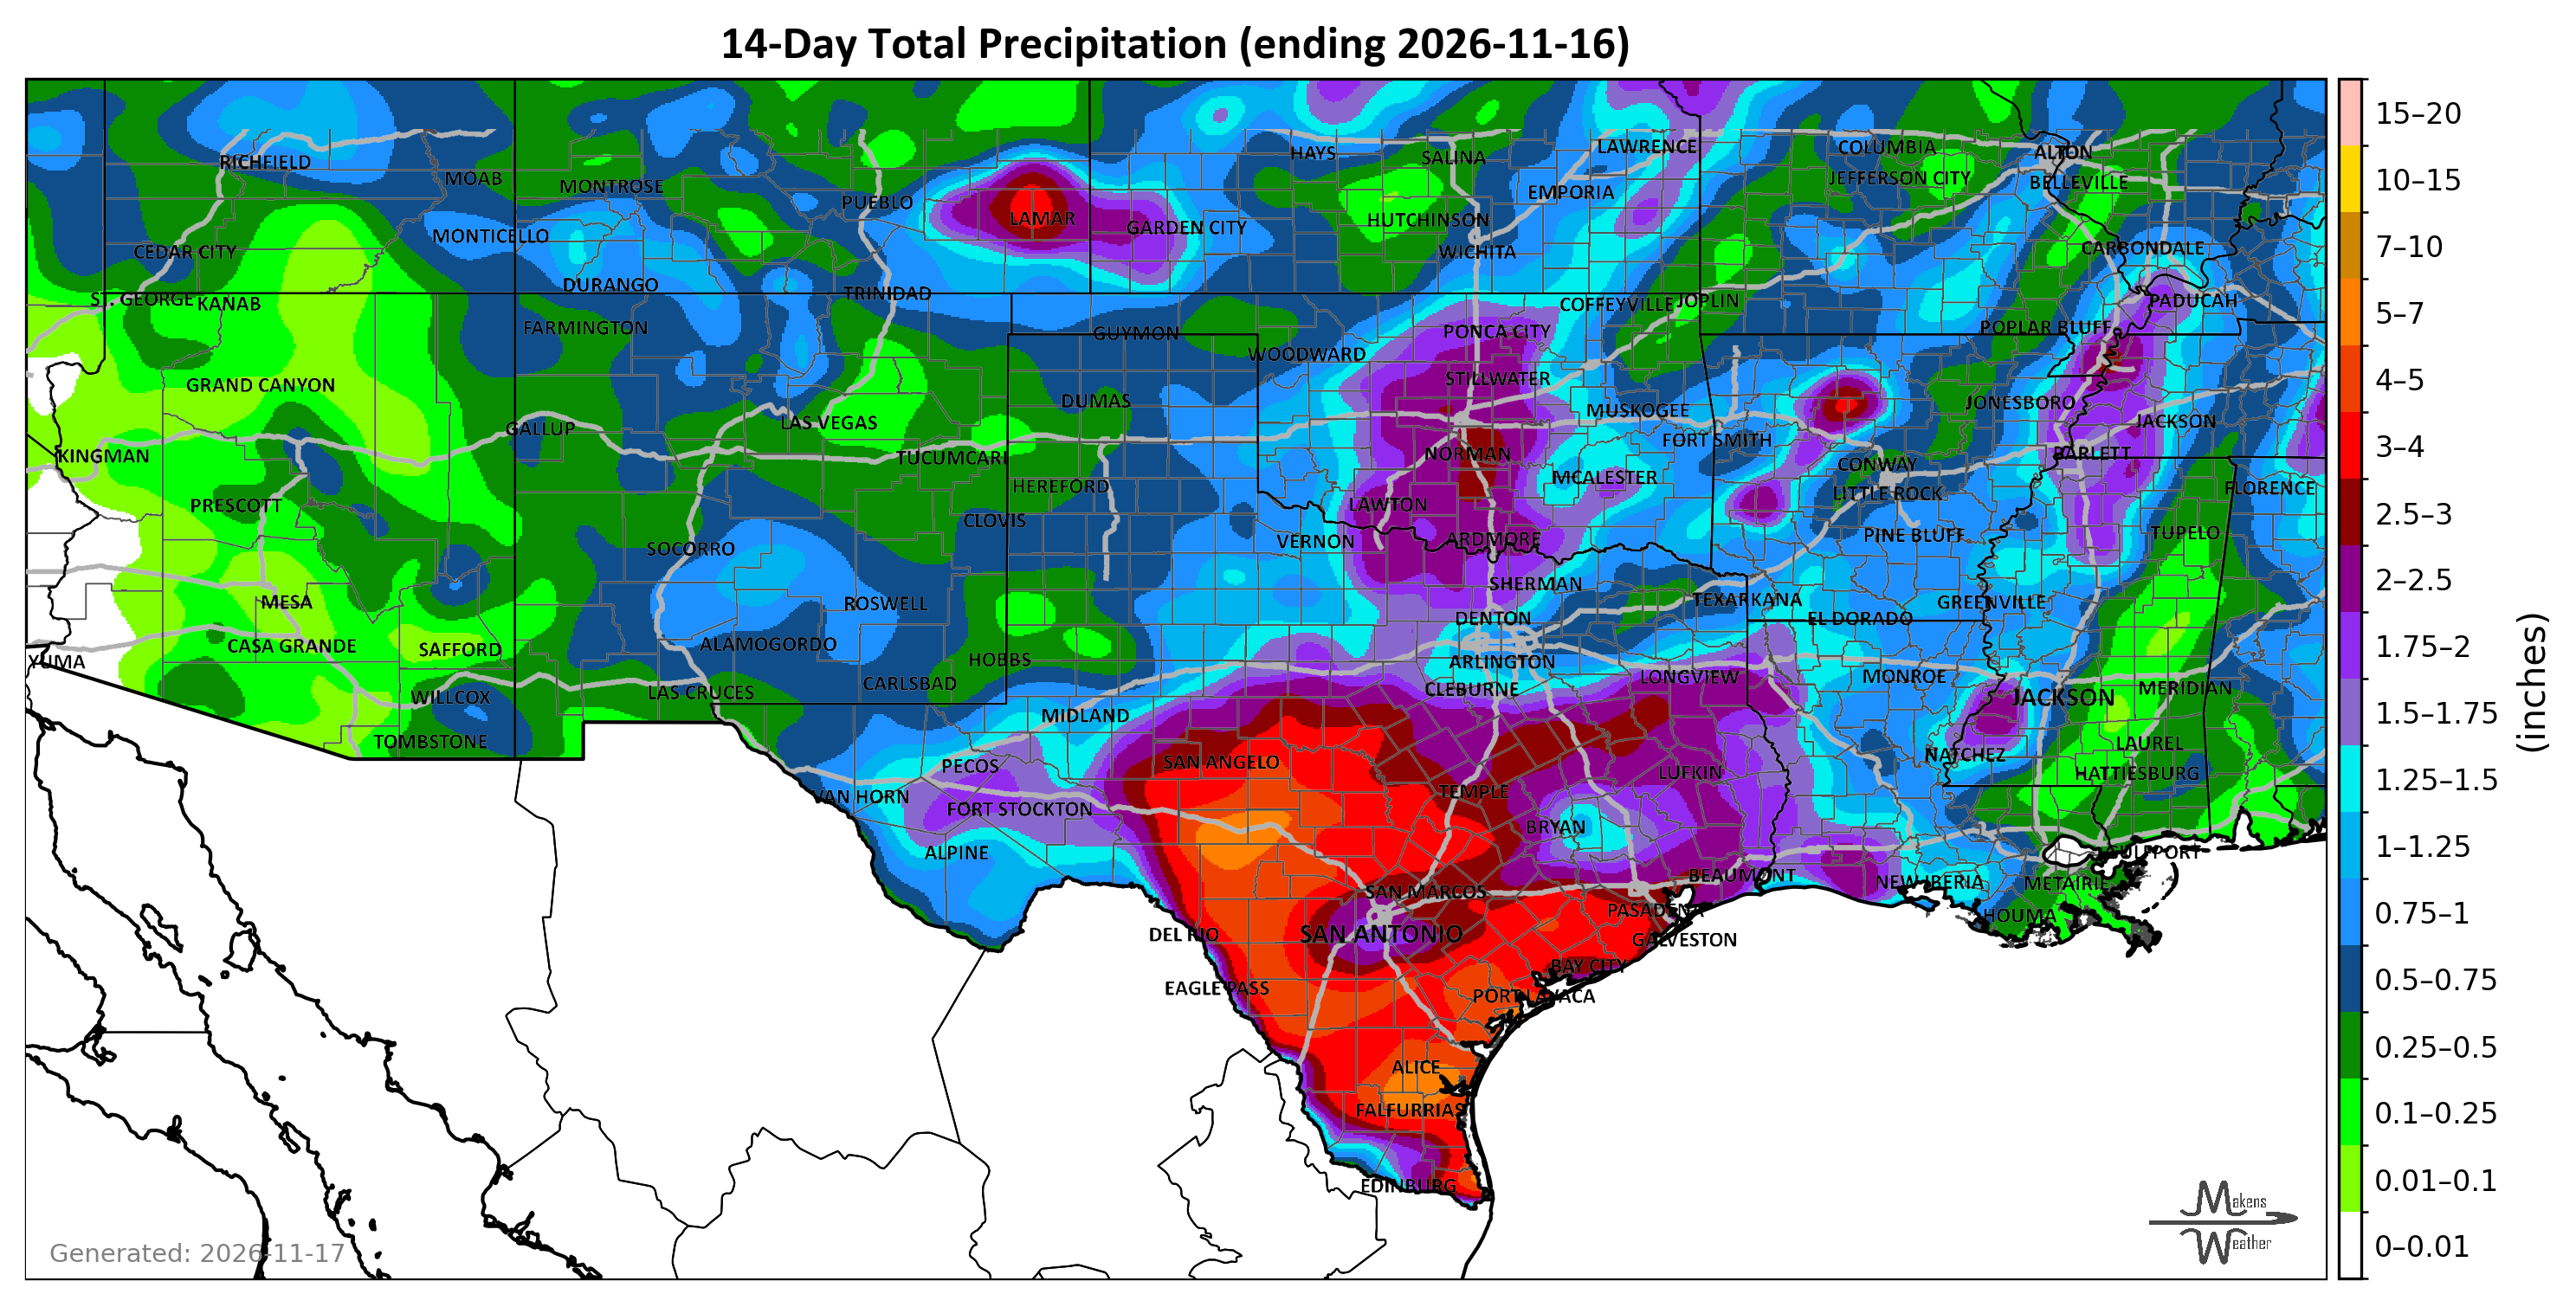 14-Day Total Precipitation (ending 2026-11-16)
RICHFIELD
MOAB
MONTROSE
PUEBLO
LAMAR
GARDEN CITY
HAYS
SALINA
HUTCHINSON
WICHITA
EMPORIA
LAWRENCE
COLUMBIA
JEFFERSON CITY
ALTON
BELLEVILLE
CEDAR CITY
MONTICELLO
DURANGO
TRINIDAD
CARBONDALE
ST. GEORGE
KANAB
FARMINGTON
GUYMON
WOODWARD
PONCA CITY
COFFEYVILLE
JOPLIN
POPLAR BLUFF
PADUCAH
GRAND CANYON
GALLUP
LAS VEGAS
DUMAS
STILLWATER
MUSKOGEE
JONESBORO
JACKSON
KINGMAN
TUCUMCARI
NORMAN
FORT SMITH
CONWAY
BARLETT
PRESCOTT
HEREFORD
CLOVIS
LAWTON
MCALESTER
LITTLE ROCK
FLORENCE
SOCORRO
VERNON
ARDMORE
PINE BLUFF
TUPELO
MESA
ROSWELL
SHERMAN
TEXARKANA
GREENVILLE
CASA GRANDE
SAFFORD
ALAMOGORDO
HOBBS
DENTON
EL DORADO
YUMA
ARLINGTON
WILLCOX
LAS CRUCES
CARLSBAD
CLEBURNE
LONGVIEW
MONROE
JACKSON
MERIDIAN
TOMBSTONE
MIDLAND
PECOS
SAN ANGELO
LUFKIN
NATCHEZ
LAUREL
HATTIESBURG
VAN HORN
FORT STOCKTON
TEMPLE
BRYAN
ALPINE
GULFPORT
SAN MARCOS
BEAUMONT
NEW IBERIA
METAIRIE
HOUMA
PASADENA
DEL RIO
SAN ANTONIO
GALVESTON
BAY CITY
EAGLE PASS
PORT LAVACA
ALICE
FALFURRIAS
EDINBURG
15–20
10–15
7–10
5–7
4–5
3–4
2.5–3
2–2.5
1.75–2
1.5–1.75
1.25–1.5
1–1.25
0.75–1
0.5–0.75
0.25–0.5
0.1–0.25
0.01–0.1
0–0.01
(inches)
Makens
Weather
Generated: 2026-11-17